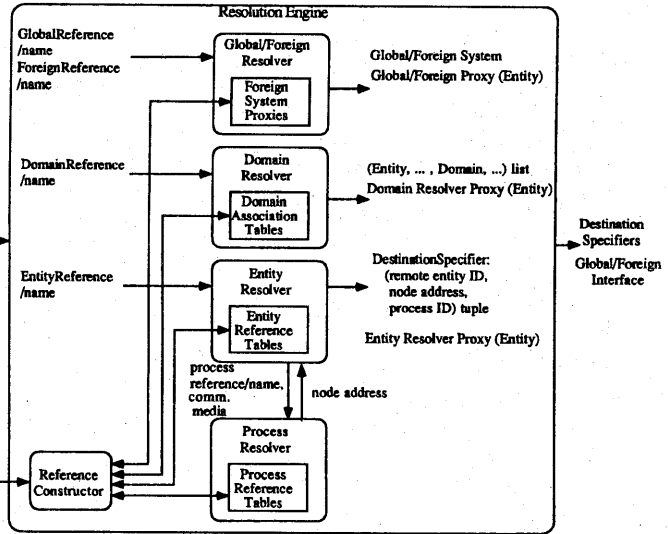 Resolution Engine
GlobalReference
/name
ForeignReference
/name
Global/Foreign
Resolver
Foreign
System
Proxies
Global/Foreign System
Global/Foreign Proxy (Entity)
DomainReference
/name
Domain
Resolver
Domain
Association
Tables
(Entity, ... , Domain, ...) list
Domain Resolver Proxy (Entity)
Destination
Specifiers
Global/Foreign
Interface
EntityReference
/name
Entity
Resolver
Entity
Reference
Tables
DestinationSpecifier:
(remote entity ID,
node address,
process ID) tuple
Entity Resolver Proxy (Entity)
process
reference/name,
comm.
media
node address
Process
Resolver
Process
Reference
Tables
Reference
Constructor